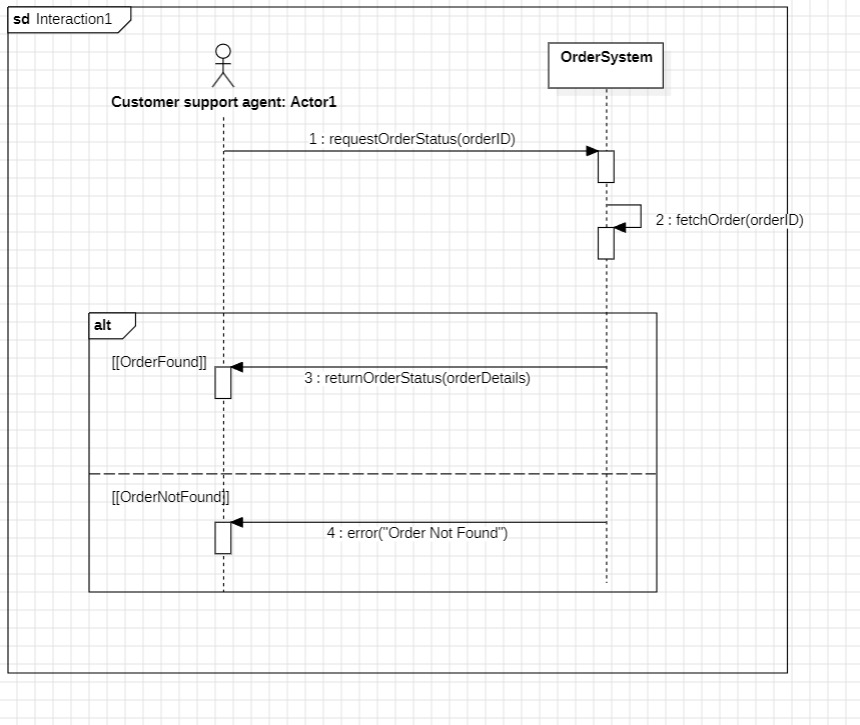 sd Interaction1
OrderSystem
Customer support agent: Actor1
1 : requestOrderStatus(orderID)
2 : fetchOrder(orderID)
alt
[[OrderFound]]
3 : returnOrderStatus(orderDetails)
[[OrderNotFound]]
4 : error("Order Not Found")